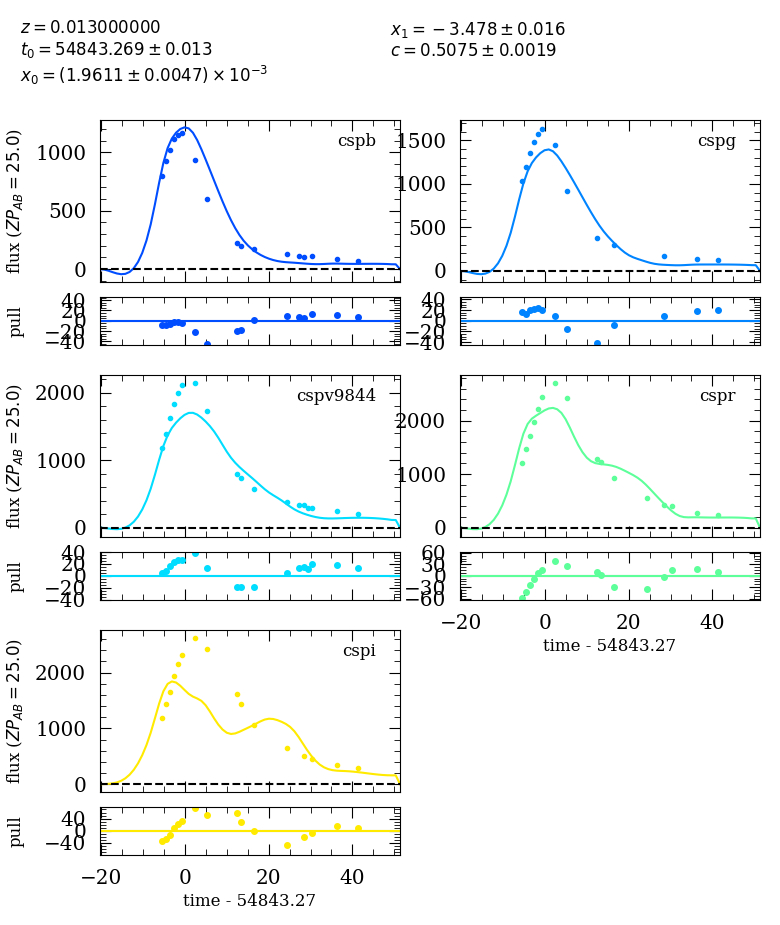 z = 0.013000000
t₀ = 54843.269 ± 0.013
x₀ = (1.9611 ± 0.0047) × 10⁻³
x₁ = −3.478 ± 0.016
c = 0.5075 ± 0.0019
cspb
1000
500
0
flux (ZP_AB = 25.0)
40
20
0
−20
−40
pull
cspg
1500
1000
500
0
40
20
0
−20
−40
cspv9844
2000
1000
0
flux (ZP_AB = 25.0)
40
20
0
−20
−40
pull
cspr
2000
1000
0
60
30
0
−30
−60
−20 0 20 40
time - 54843.27
cspi
2000
1000
0
flux (ZP_AB = 25.0)
40
0
−40
pull
−20 0 20 40
time - 54843.27